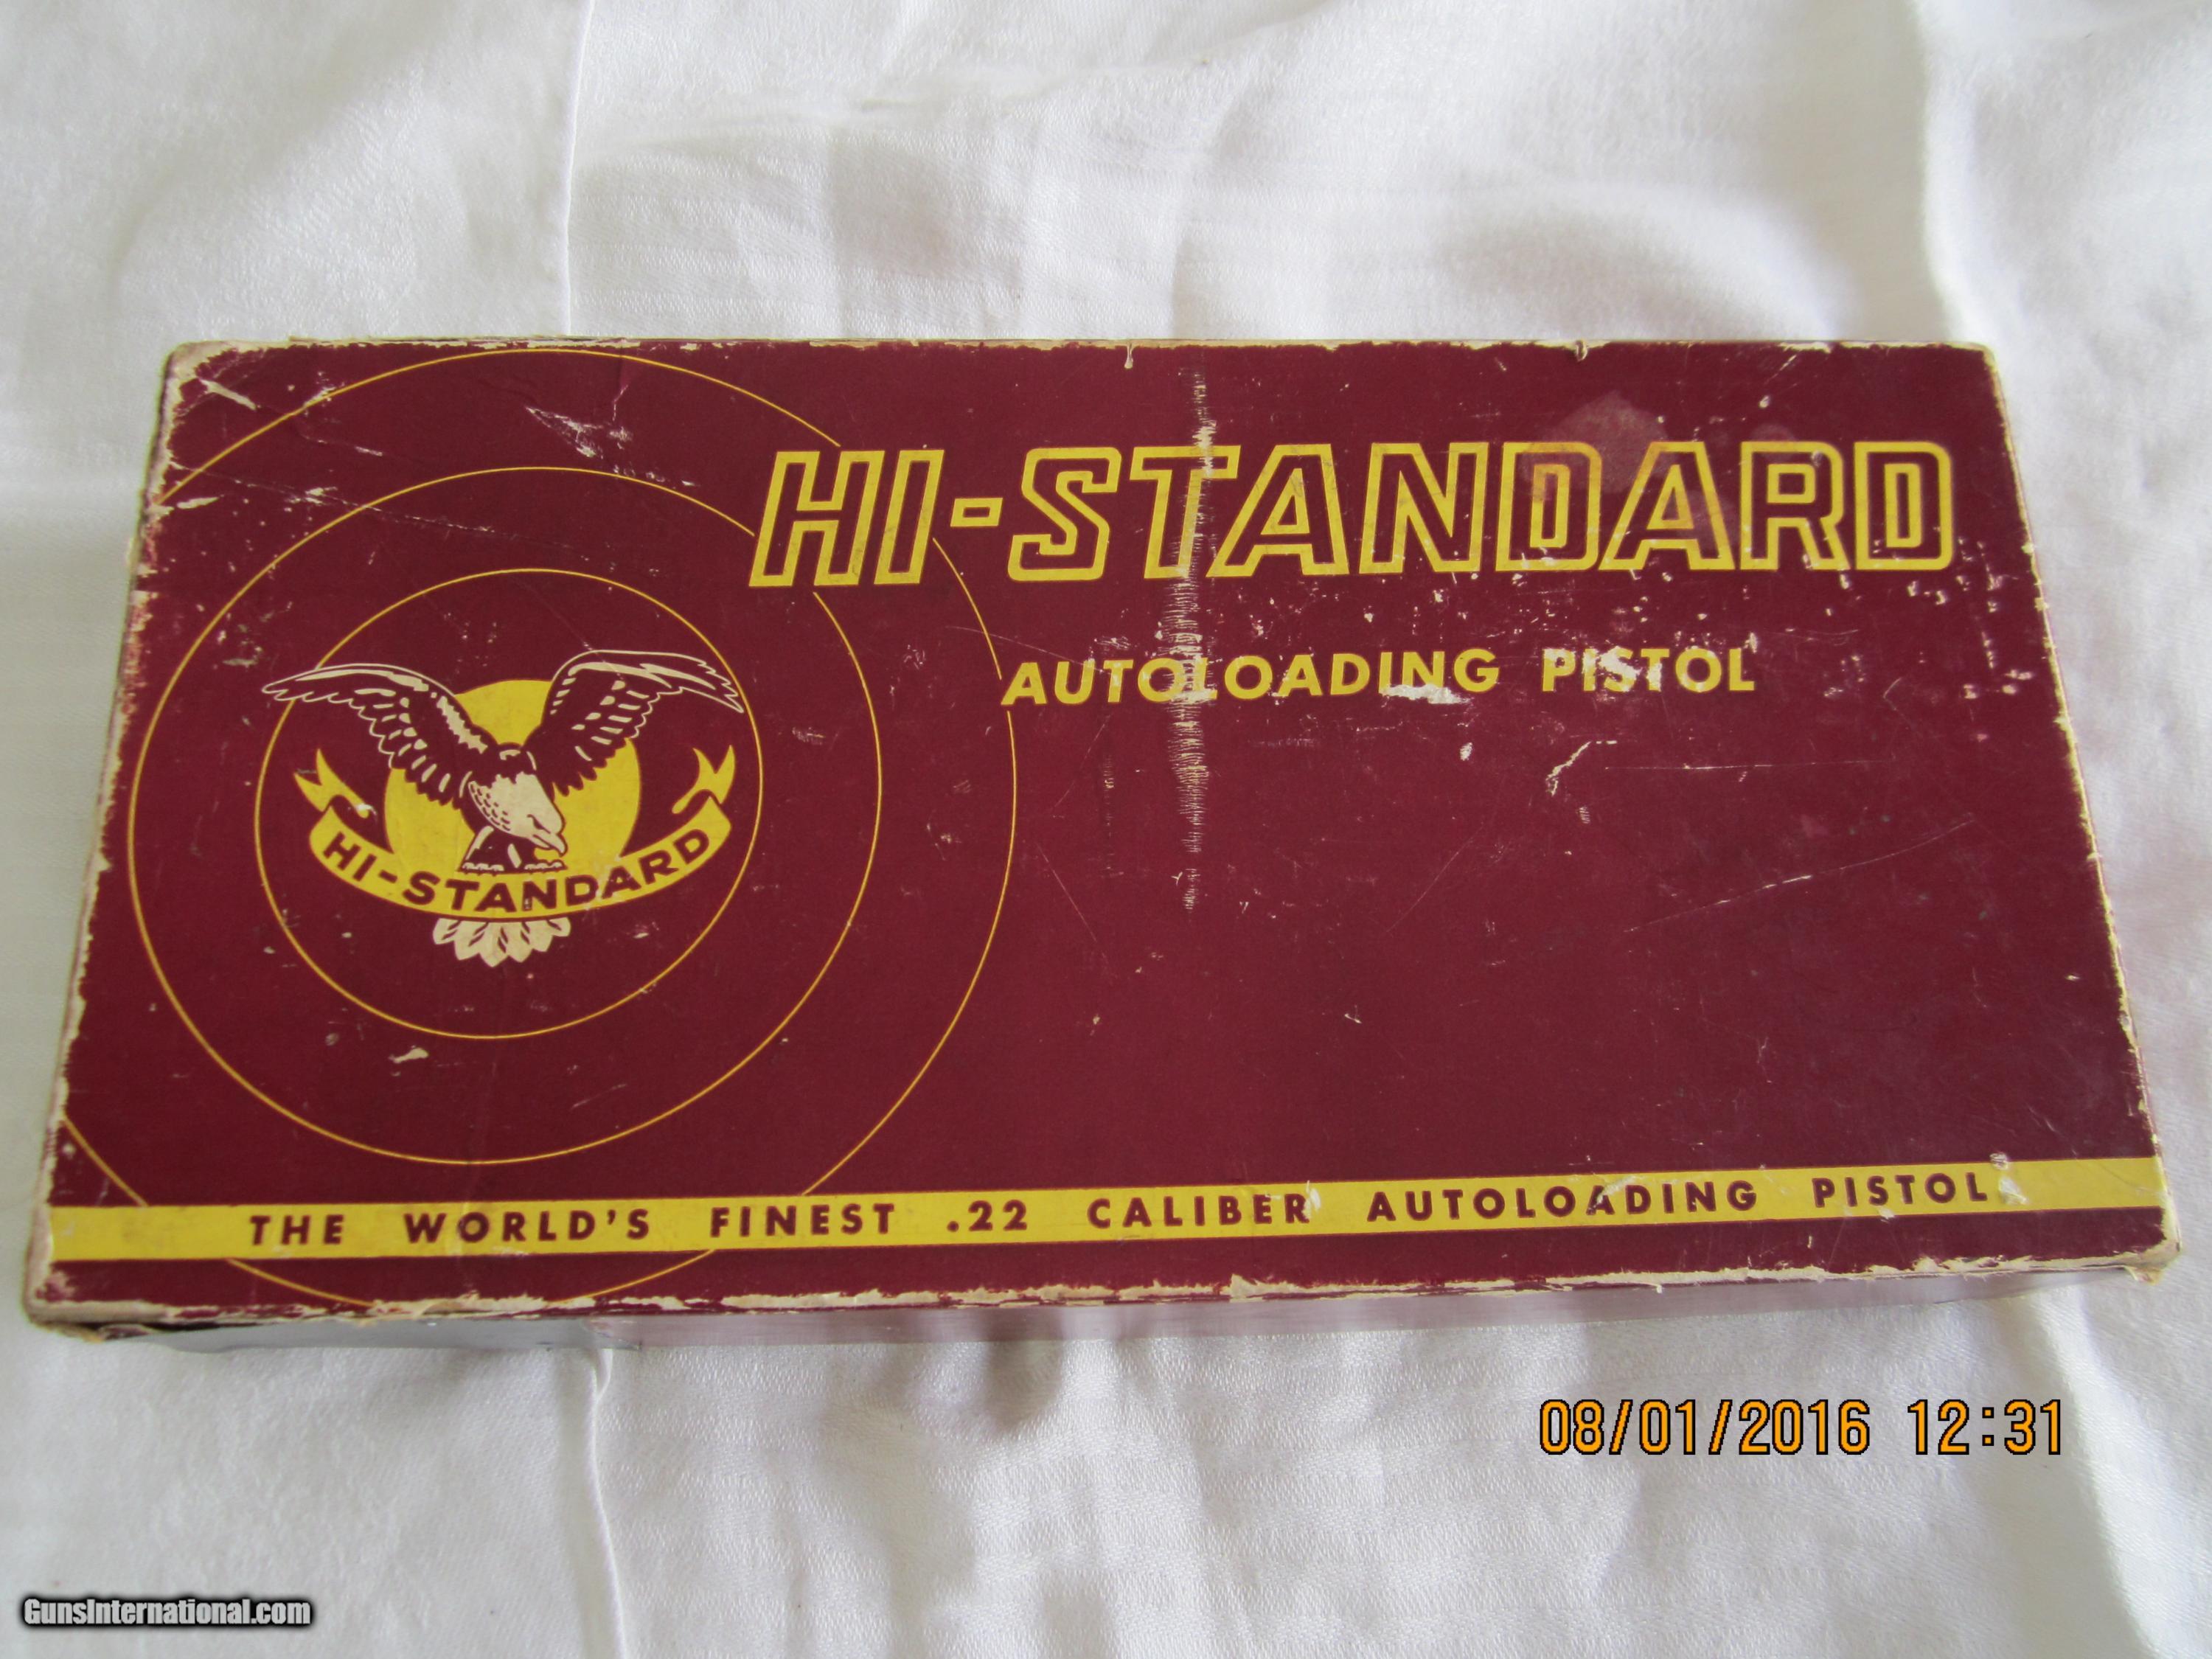 HI-STANDARD
AUTOLOADING PISTOL
HI-STANDARD
THE WORLD'S FINEST .22 CALIBER AUTOLOADING PISTOL
08/01/2016 12:31
GunsInternational.com